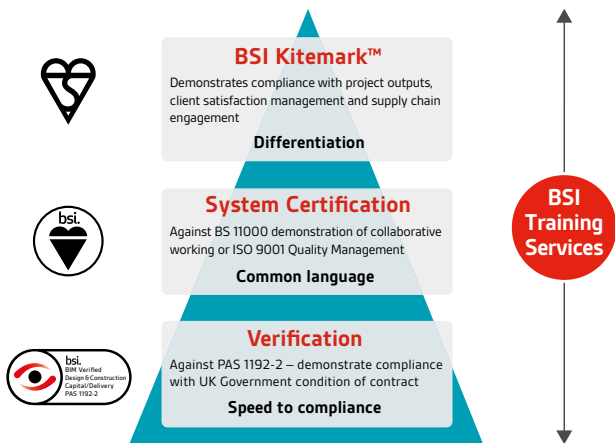 BSI Kitemark™
Demonstrates compliance with project outputs,
client satisfaction management and supply chain
engagement
Differentiation
bsi.
System Certification
Against BS 11000 demonstration of collaborative
working or ISO 9001 Quality Management
Common language
BSI
Training
Services
bsi.
BIM Verified
Design & Construction
Capital/Delivery
PAS 1192-2
Verification
Against PAS 1192-2 – demonstrate compliance
with UK Government condition of contract
Speed to compliance